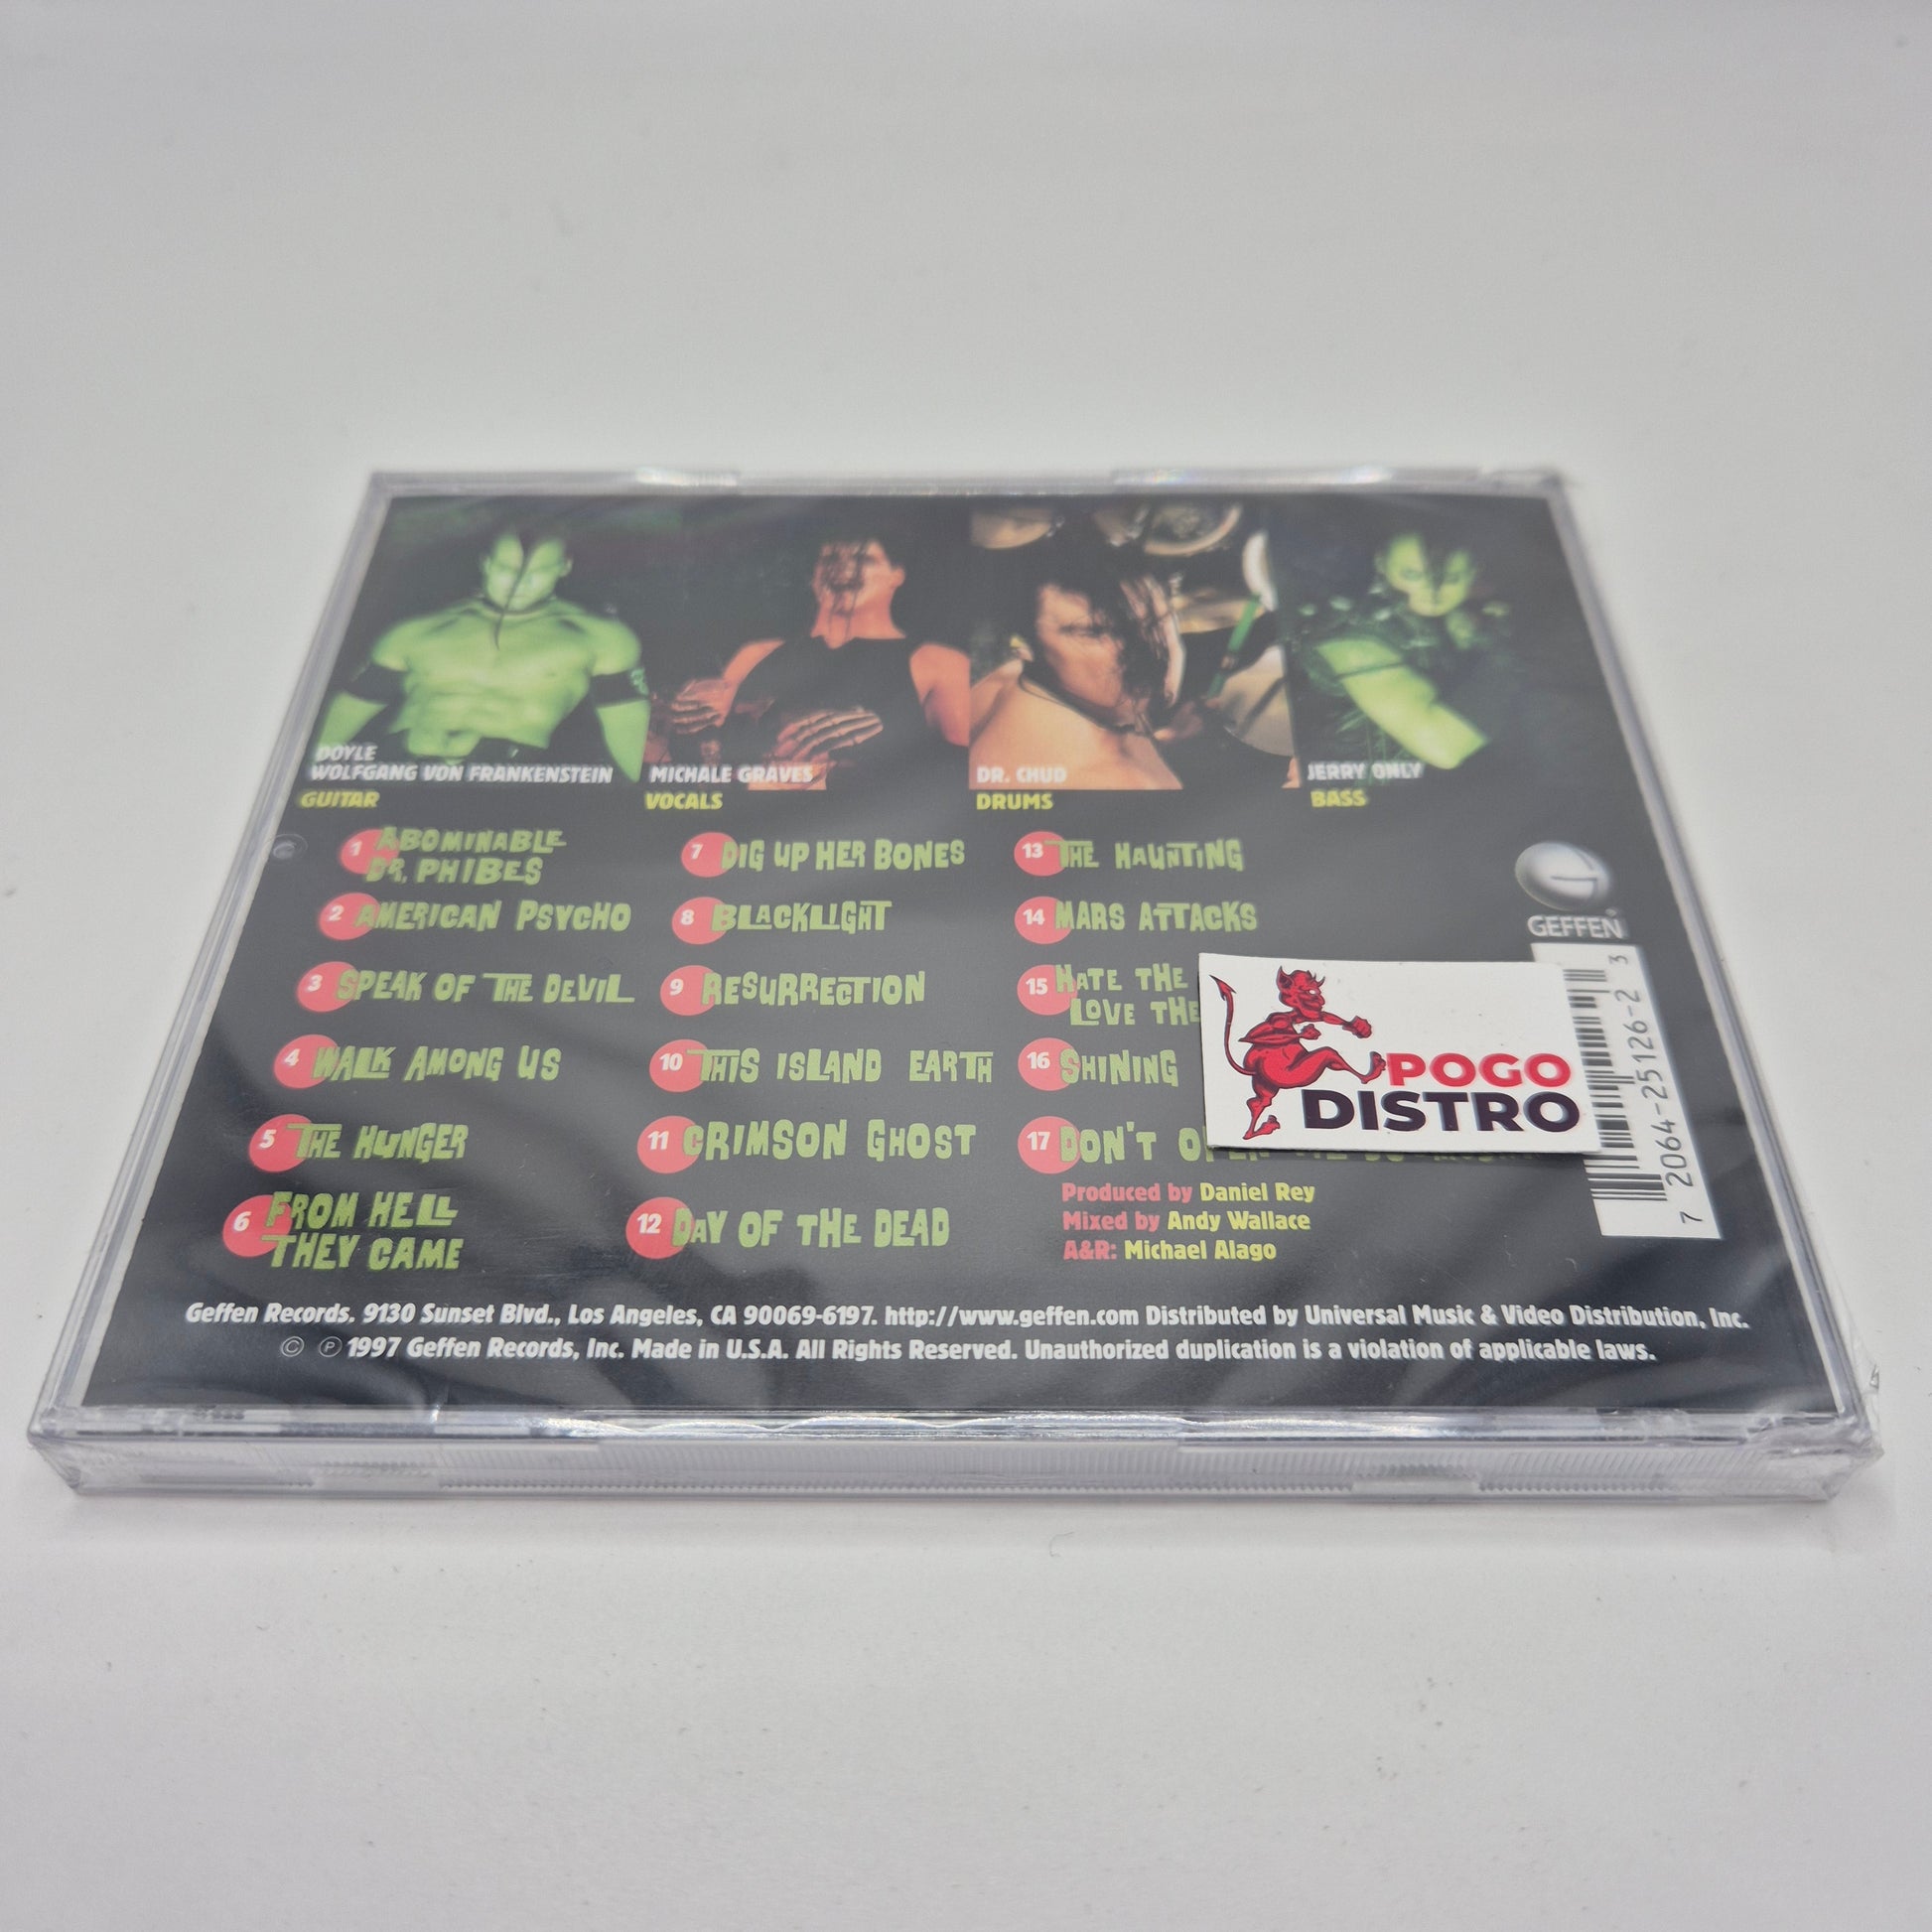 DOYLE
WOLFGANG VON FRANKENSTEIN
GUITAR
MICHALE GRAVES
VOCALS
DR. CHUD
DRUMS
JERRY ONLY
BASS
1 ABOMINABLE
DR. PHIBES
2 AMERICAN PSYCHO
3 SPEAK OF THE DEVIL
4 WALK AMONG US
5 THE HUNGER
6 FROM HELL
THEY CAME
7 DIG UP HER BONES
8 BLACKLIGHT
9 RESURRECTION
10 THIS ISLAND EARTH
11 CRIMSON GHOST
12 DAY OF THE DEAD
13 THE HAUNTING
14 MARS ATTACKS
15 HATE THE
LOVE THE
16 SHINING
17 DON'T
Produced by Daniel Rey
Mixed by Andy Wallace
A&R: Michael Alago
GEFFEN
POGO
DISTRO
7 2064-25126-2 3
Geffen Records. 9130 Sunset Blvd., Los Angeles, CA 90069-6197. http://www.geffen.com Distributed by Universal Music & Video Distribution, Inc.
© ℗ 1997 Geffen Records, Inc. Made in U.S.A. All Rights Reserved. Unauthorized duplication is a violation of applicable laws.